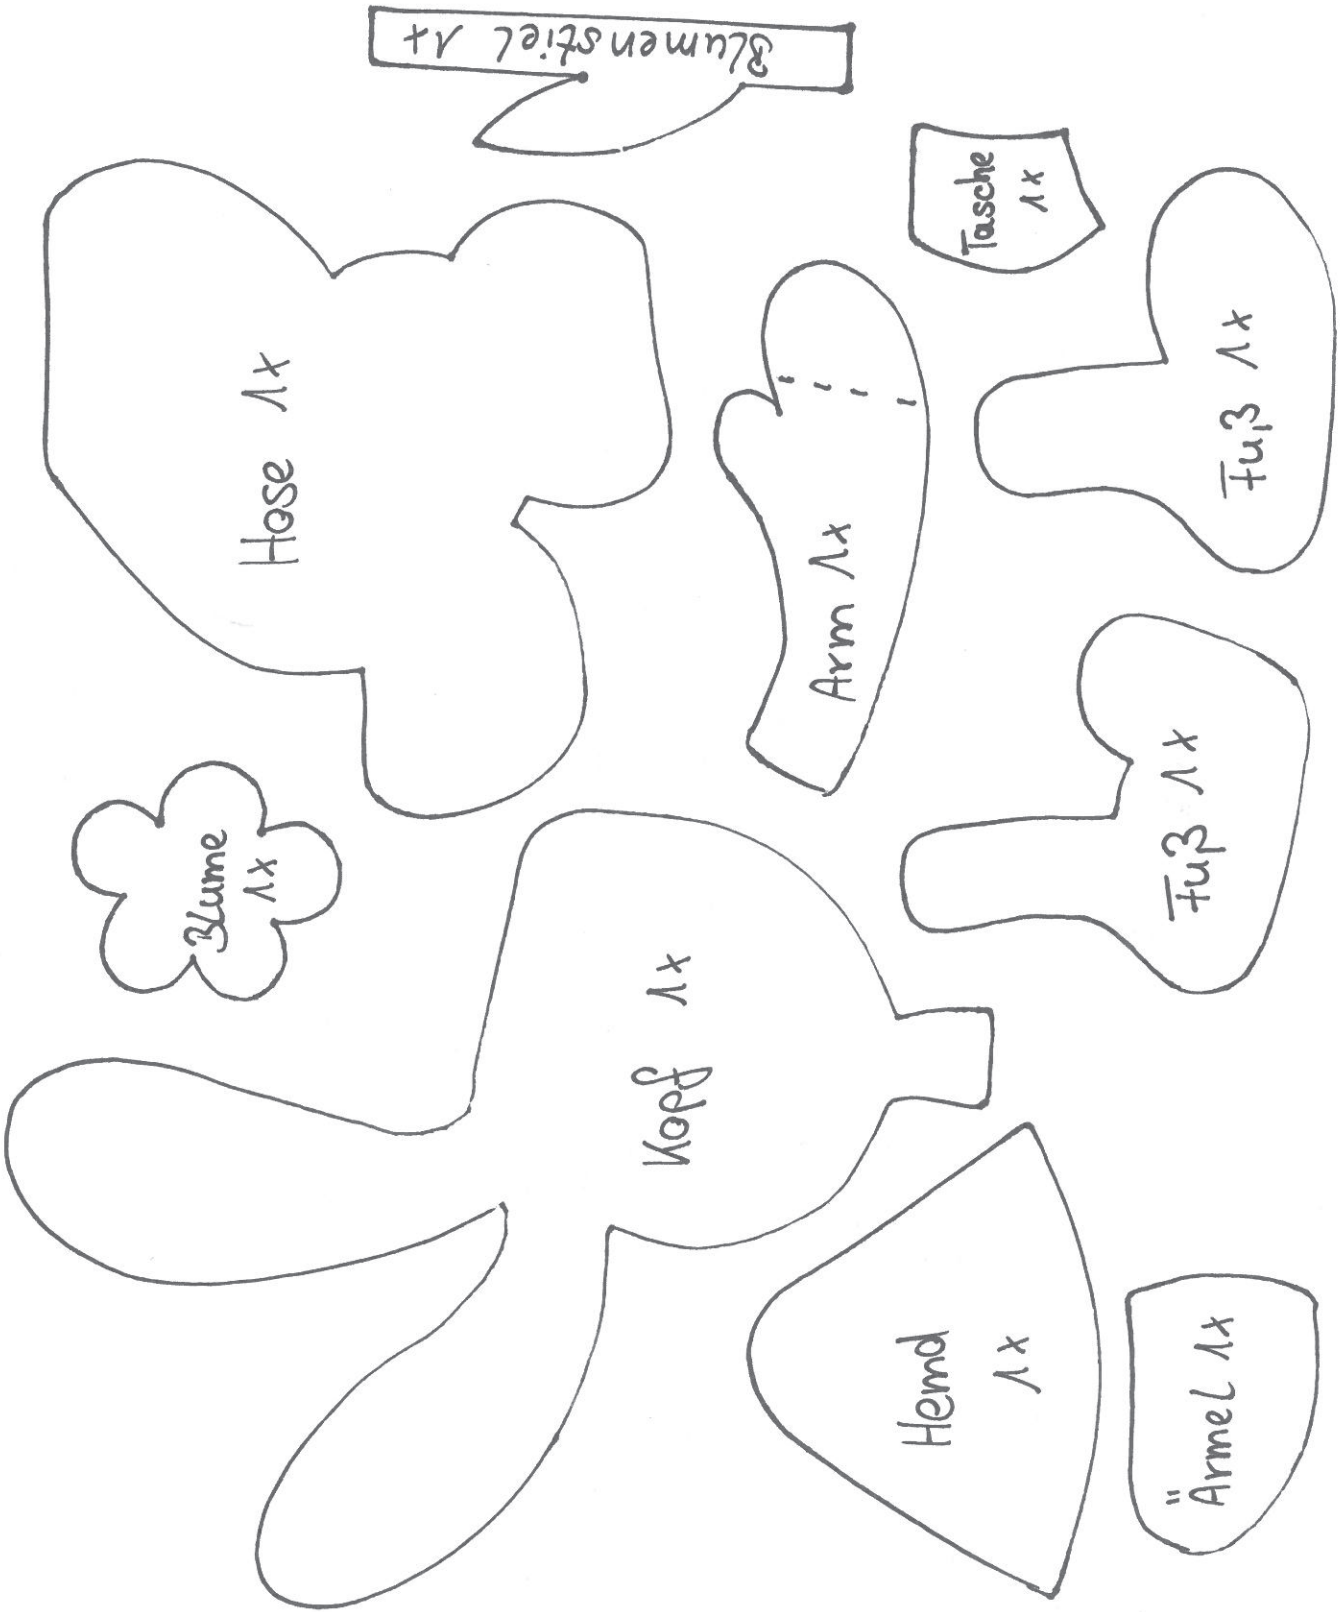 Blumenstiel 1x
Tasche
1x
Hose 1x
Arm 1x
Fuß 1x
Fuß 1x
Blume
1x
Kopf 1x
Hemd
1x
Ärmel 1x